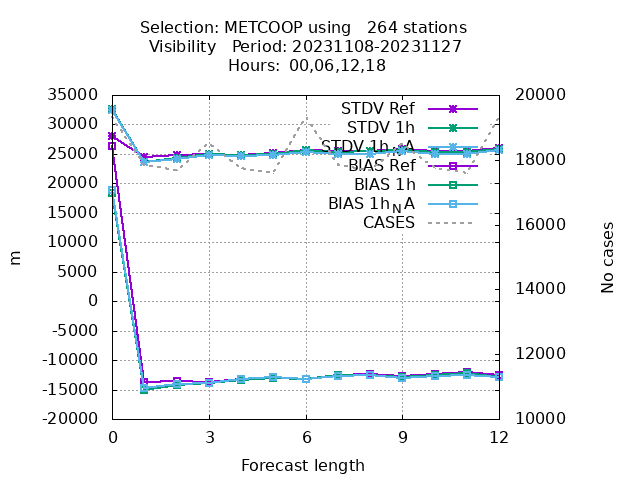 Selection: METCOOP using 264 stations
Visibility Period: 20231108-20231127
Hours: 00,06,12,18
35000
30000
25000
20000
15000
10000
5000
0
-5000
-10000
-15000
-20000
m
STDV Ref
STDV 1h
STDV 1hNA
BIAS Ref
BIAS 1h
BIAS 1hNA
CASES
20000
18000
16000
14000
12000
10000
No cases
0 3 6 9 12
Forecast length